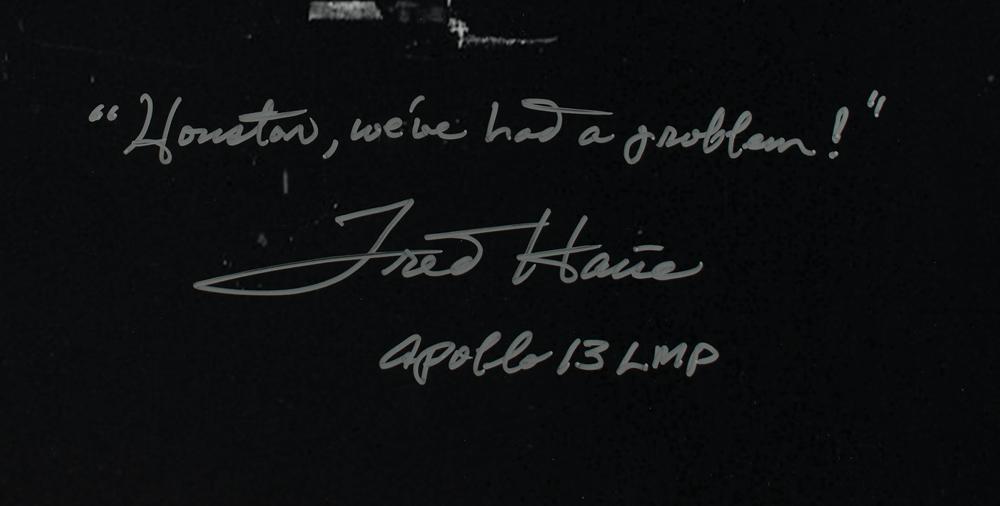 “Houston, we've had a problem!”
Fred Haise
Apollo 13 LMP